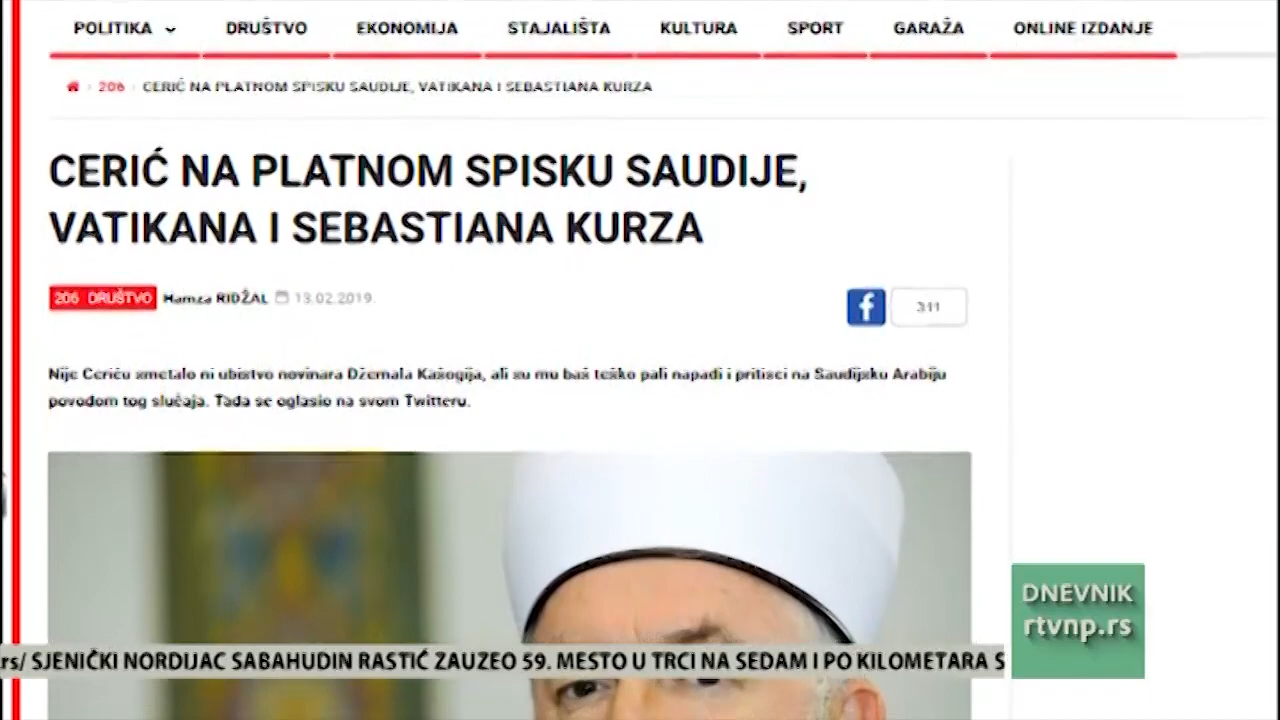 POLITIKA DRUŠTVO EKONOMIJA STAJALIŠTA KULTURA SPORT GARAŽA ONLINE IZDANJE
206 CERIĆ NA PLATNOM SPISKU SAUDIJE, VATIKANA I SEBASTIANA KURZA
CERIĆ NA PLATNOM SPISKU SAUDIJE,
VATIKANA I SEBASTIANA KURZA
206 DRUŠTVO Hamza RIDŽAL 13.02.2019.
f 311
Nije Ceriću smetalo ni ubistvo novinara Džemala Kašogija, ali su mu baš teško pali napadi i pritisci na Saudijsku Arabiju
povodom tog slučaja. Tada se oglasio na svom Twitteru.
DNEVNIK
rtvnp.rs
.rs/ SJENIČKI NORDIJAC SABAHUDIN RASTIĆ ZAUZEO 59. MESTO U TRCI NA SEDAM I PO KILOMETARA S